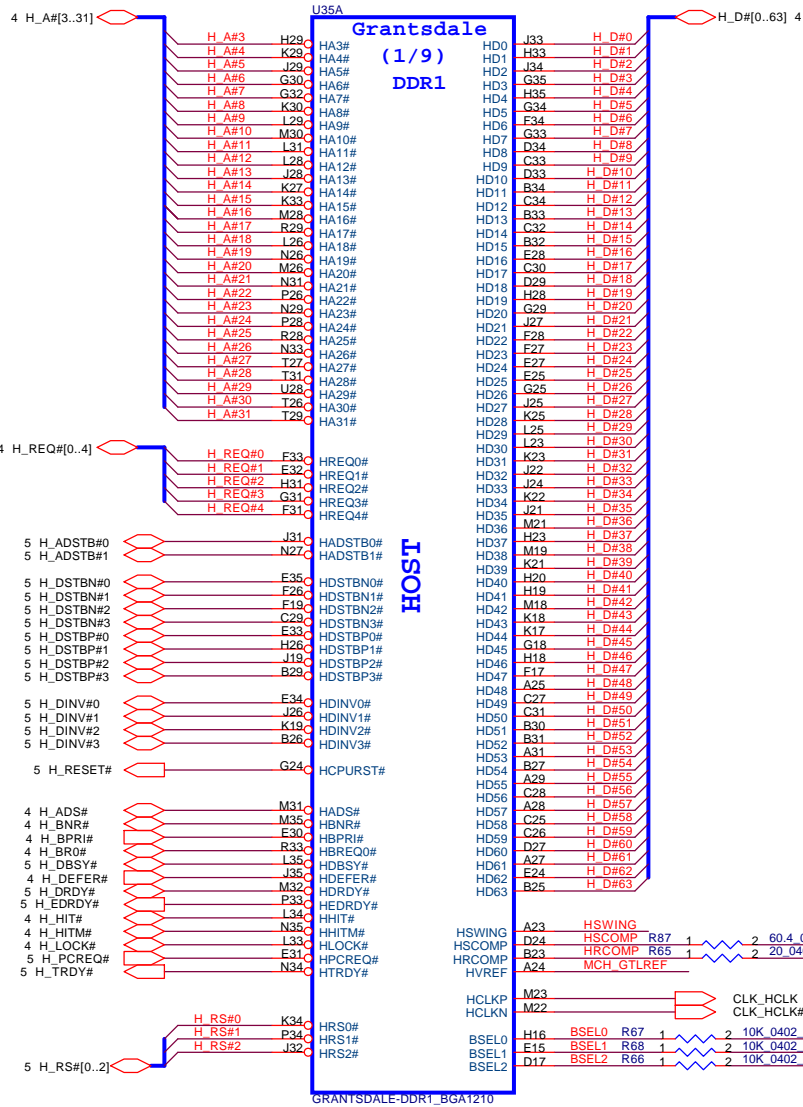 U35A
Grantsdale
(1/9)
DDR1
HOST
4 H_A#[3..31]
H_A#3 H29 HA3#
H_A#4 K29 HA4#
H_A#5 J29 HA5#
H_A#6 G30 HA6#
H_A#7 G32 HA7#
H_A#8 K30 HA8#
H_A#9 L29 HA9#
H_A#10 M30 HA10#
H_A#11 L31 HA11#
H_A#12 L28 HA12#
H_A#13 J28 HA13#
H_A#14 K27 HA14#
H_A#15 K33 HA15#
H_A#16 M28 HA16#
H_A#17 R29 HA17#
H_A#18 L26 HA18#
H_A#19 N26 HA19#
H_A#20 M26 HA20#
H_A#21 N31 HA21#
H_A#22 P26 HA22#
H_A#23 N29 HA23#
H_A#24 P28 HA24#
H_A#25 R28 HA25#
H_A#26 N33 HA26#
H_A#27 T27 HA27#
H_A#28 T31 HA28#
H_A#29 U28 HA29#
H_A#30 T26 HA30#
H_A#31 T29 HA31#
4 H_REQ#[0..4]
H_REQ#0 F33 HREQ0#
H_REQ#1 E32 HREQ1#
H_REQ#2 H31 HREQ2#
H_REQ#3 G31 HREQ3#
H_REQ#4 F31 HREQ4#
5 H_ADSTB#0 J31 HADSTB0#
5 H_ADSTB#1 N27 HADSTB1#
5 H_DSTBN#0 E35 HDSTBN0#
5 H_DSTBN#1 F26 HDSTBN1#
5 H_DSTBN#2 F19 HDSTBN2#
5 H_DSTBN#3 C29 HDSTBN3#
5 H_DSTBP#0 E33 HDSTBP0#
5 H_DSTBP#1 H26 HDSTBP1#
5 H_DSTBP#2 J19 HDSTBP2#
5 H_DSTBP#3 B29 HDSTBP3#
5 H_DINV#0 E34 HDINV0#
5 H_DINV#1 J26 HDINV1#
5 H_DINV#2 K19 HDINV2#
5 H_DINV#3 B26 HDINV3#
5 H_RESET# G24 HCPURST#
4 H_ADS# M31 HADS#
4 H_BNR# M35 HBNR#
4 H_BPRI# E30 HBPRI#
4 H_BR0# R33 HBREQ0#
5 H_DBSY# L35 HDBSY#
4 H_DEFER# J35 HDEFER#
5 H_DRDY# M32 HDRDY#
5 H_EDRDY# P33 HEDRDY#
4 H_HIT# L34 HHIT#
4 H_HITM# N35 HHITM#
4 H_LOCK# L33 HLOCK#
5 H_PCREQ# E31 HPCREQ#
5 H_TRDY# N34 HTRDY#
H_RS#0 K34 HRS0#
H_RS#1 P34 HRS1#
H_RS#2 J32 HRS2#
5 H_RS#[0..2]
H_D#[0..63] 4
HD0 J33 H_D#0
HD1 H33 H_D#1
HD2 J34 H_D#2
HD3 G35 H_D#3
HD4 H35 H_D#4
HD5 G34 H_D#5
HD6 F34 H_D#6
HD7 G33 H_D#7
HD8 D34 H_D#8
HD9 C33 H_D#9
HD10 D33 H_D#10
HD11 B34 H_D#11
HD12 C34 H_D#12
HD13 B33 H_D#13
HD14 C32 H_D#14
HD15 B32 H_D#15
HD16 E28 H_D#16
HD17 C30 H_D#17
HD18 D29 H_D#18
HD19 H28 H_D#19
HD20 G29 H_D#20
HD21 J27 H_D#21
HD22 F28 H_D#22
HD23 F27 H_D#23
HD24 E27 H_D#24
HD25 E25 H_D#25
HD26 G25 H_D#26
HD27 J25 H_D#27
HD28 K25 H_D#28
HD29 L25 H_D#29
HD30 L23 H_D#30
HD31 K23 H_D#31
HD32 J22 H_D#32
HD33 J24 H_D#33
HD34 K22 H_D#34
HD35 J21 H_D#35
HD36 M21 H_D#36
HD37 H23 H_D#37
HD38 M19 H_D#38
HD39 K21 H_D#39
HD40 H20 H_D#40
HD41 H19 H_D#41
HD42 M18 H_D#42
HD43 K18 H_D#43
HD44 K17 H_D#44
HD45 G18 H_D#45
HD46 H18 H_D#46
HD47 F17 H_D#47
HD48 A25 H_D#48
HD49 C27 H_D#49
HD50 C31 H_D#50
HD51 B30 H_D#51
HD52 B31 H_D#52
HD53 A31 H_D#53
HD54 B27 H_D#54
HD55 A29 H_D#55
HD56 C28 H_D#56
HD57 A28 H_D#57
HD58 C25 H_D#58
HD59 C26 H_D#59
HD60 D27 H_D#60
HD61 A27 H_D#61
HD62 E24 H_D#62
HD63 B25 H_D#63
HSWING A23 HSWING
HSCOMP D24 HSCOMP R87 1 2 60.4_0
HRCOMP B23 HRCOMP R65 1 2 20_040
HVREF A24 MCH_GTLREF
HCLKP M23 CLK_HCLK
HCLKN M22 CLK_HCLK#
BSEL0 H16 BSEL0 R67 1 2 10K_0402_
BSEL1 E15 BSEL1 R68 1 2 10K_0402_
BSEL2 D17 BSEL2 R66 1 2 10K_0402_
GRANTSDALE-DDR1_BGA1210